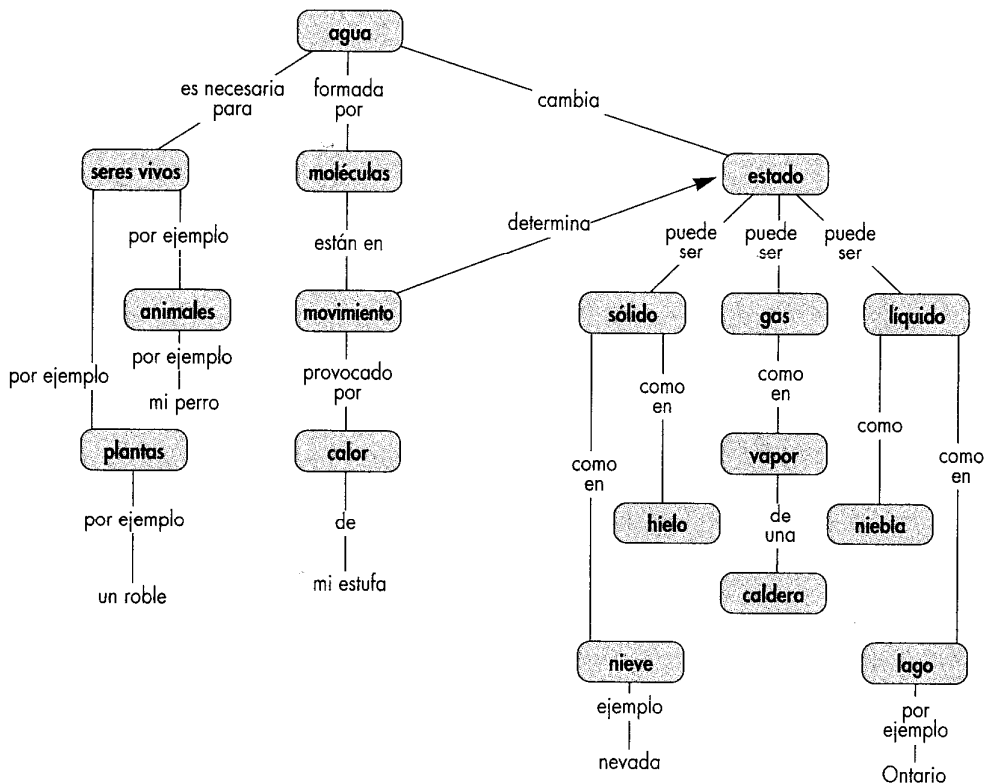 agua
es necesaria
para
formada
por
cambia
seres vivos
moléculas
estado
por ejemplo
están en
determina
puede
ser
puede
ser
puede
ser
animales
movimiento
sólido
gas
líquido
por ejemplo
por ejemplo
mi perro
provocado
por
como
en
como
en
como
como
en
como
en
plantas
calor
vapor
por ejemplo
de
hielo
de
una
niebla
un roble
mi estufa
caldera
nieve
lago
ejemplo
por
ejemplo
nevada
Ontario